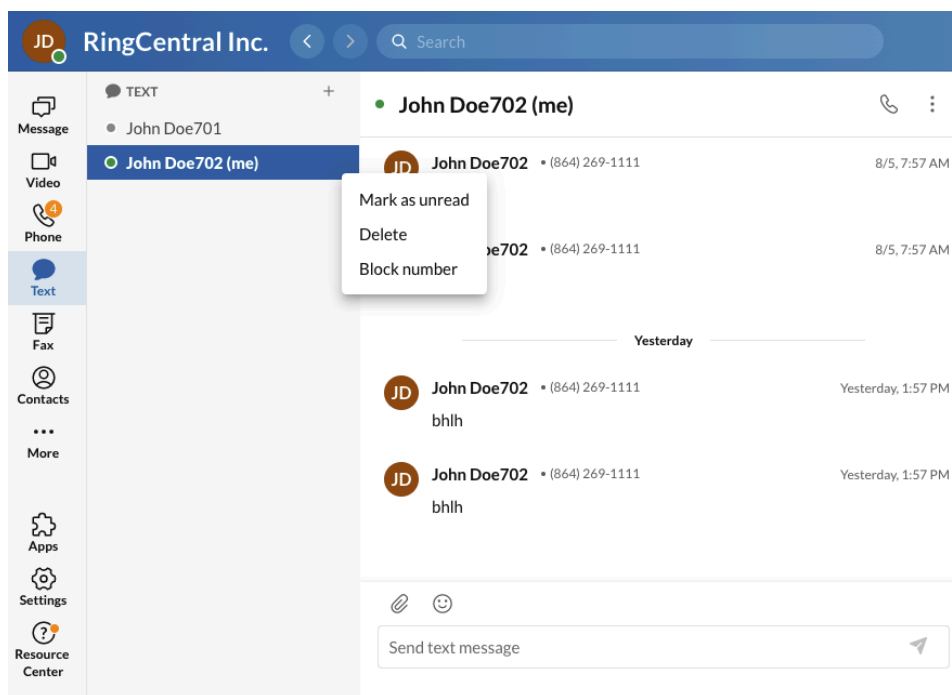 JD RingCentral Inc. Search
Message
Video
4
Phone
Text
Fax
Contacts
More
Apps
Settings
Resource
Center
TEXT
John Doe701
John Doe702 (me)
Mark as unread
Delete
Block number
John Doe702 (me)
JD John Doe702 • (864) 269-1111 8/5, 7:57 AM
oe702 • (864) 269-1111 8/5, 7:57 AM
Yesterday
JD John Doe702 • (864) 269-1111 Yesterday, 1:57 PM
bhlh
JD John Doe702 • (864) 269-1111 Yesterday, 1:57 PM
bhlh
Send text message